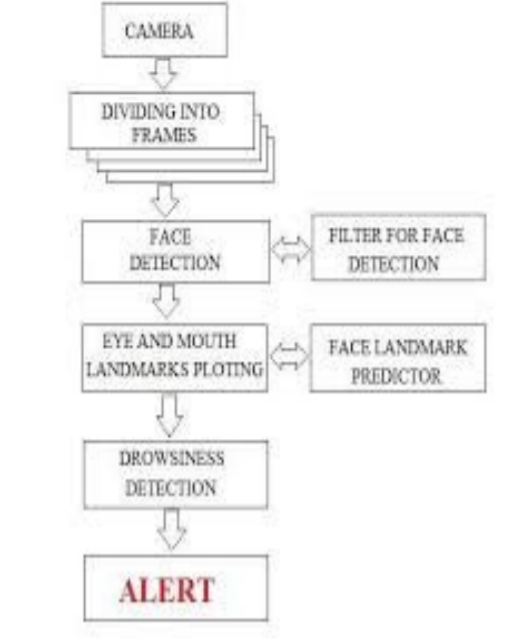 CAMERA
DIVIDING INTO
FRAMES
FACE
DETECTION
FILTER FOR FACE
DETECTION
EYE AND MOUTH
LANDMARKS PLOTING
FACE LANDMARK
PREDICTOR
DROWSINESS
DETECTION
ALERT